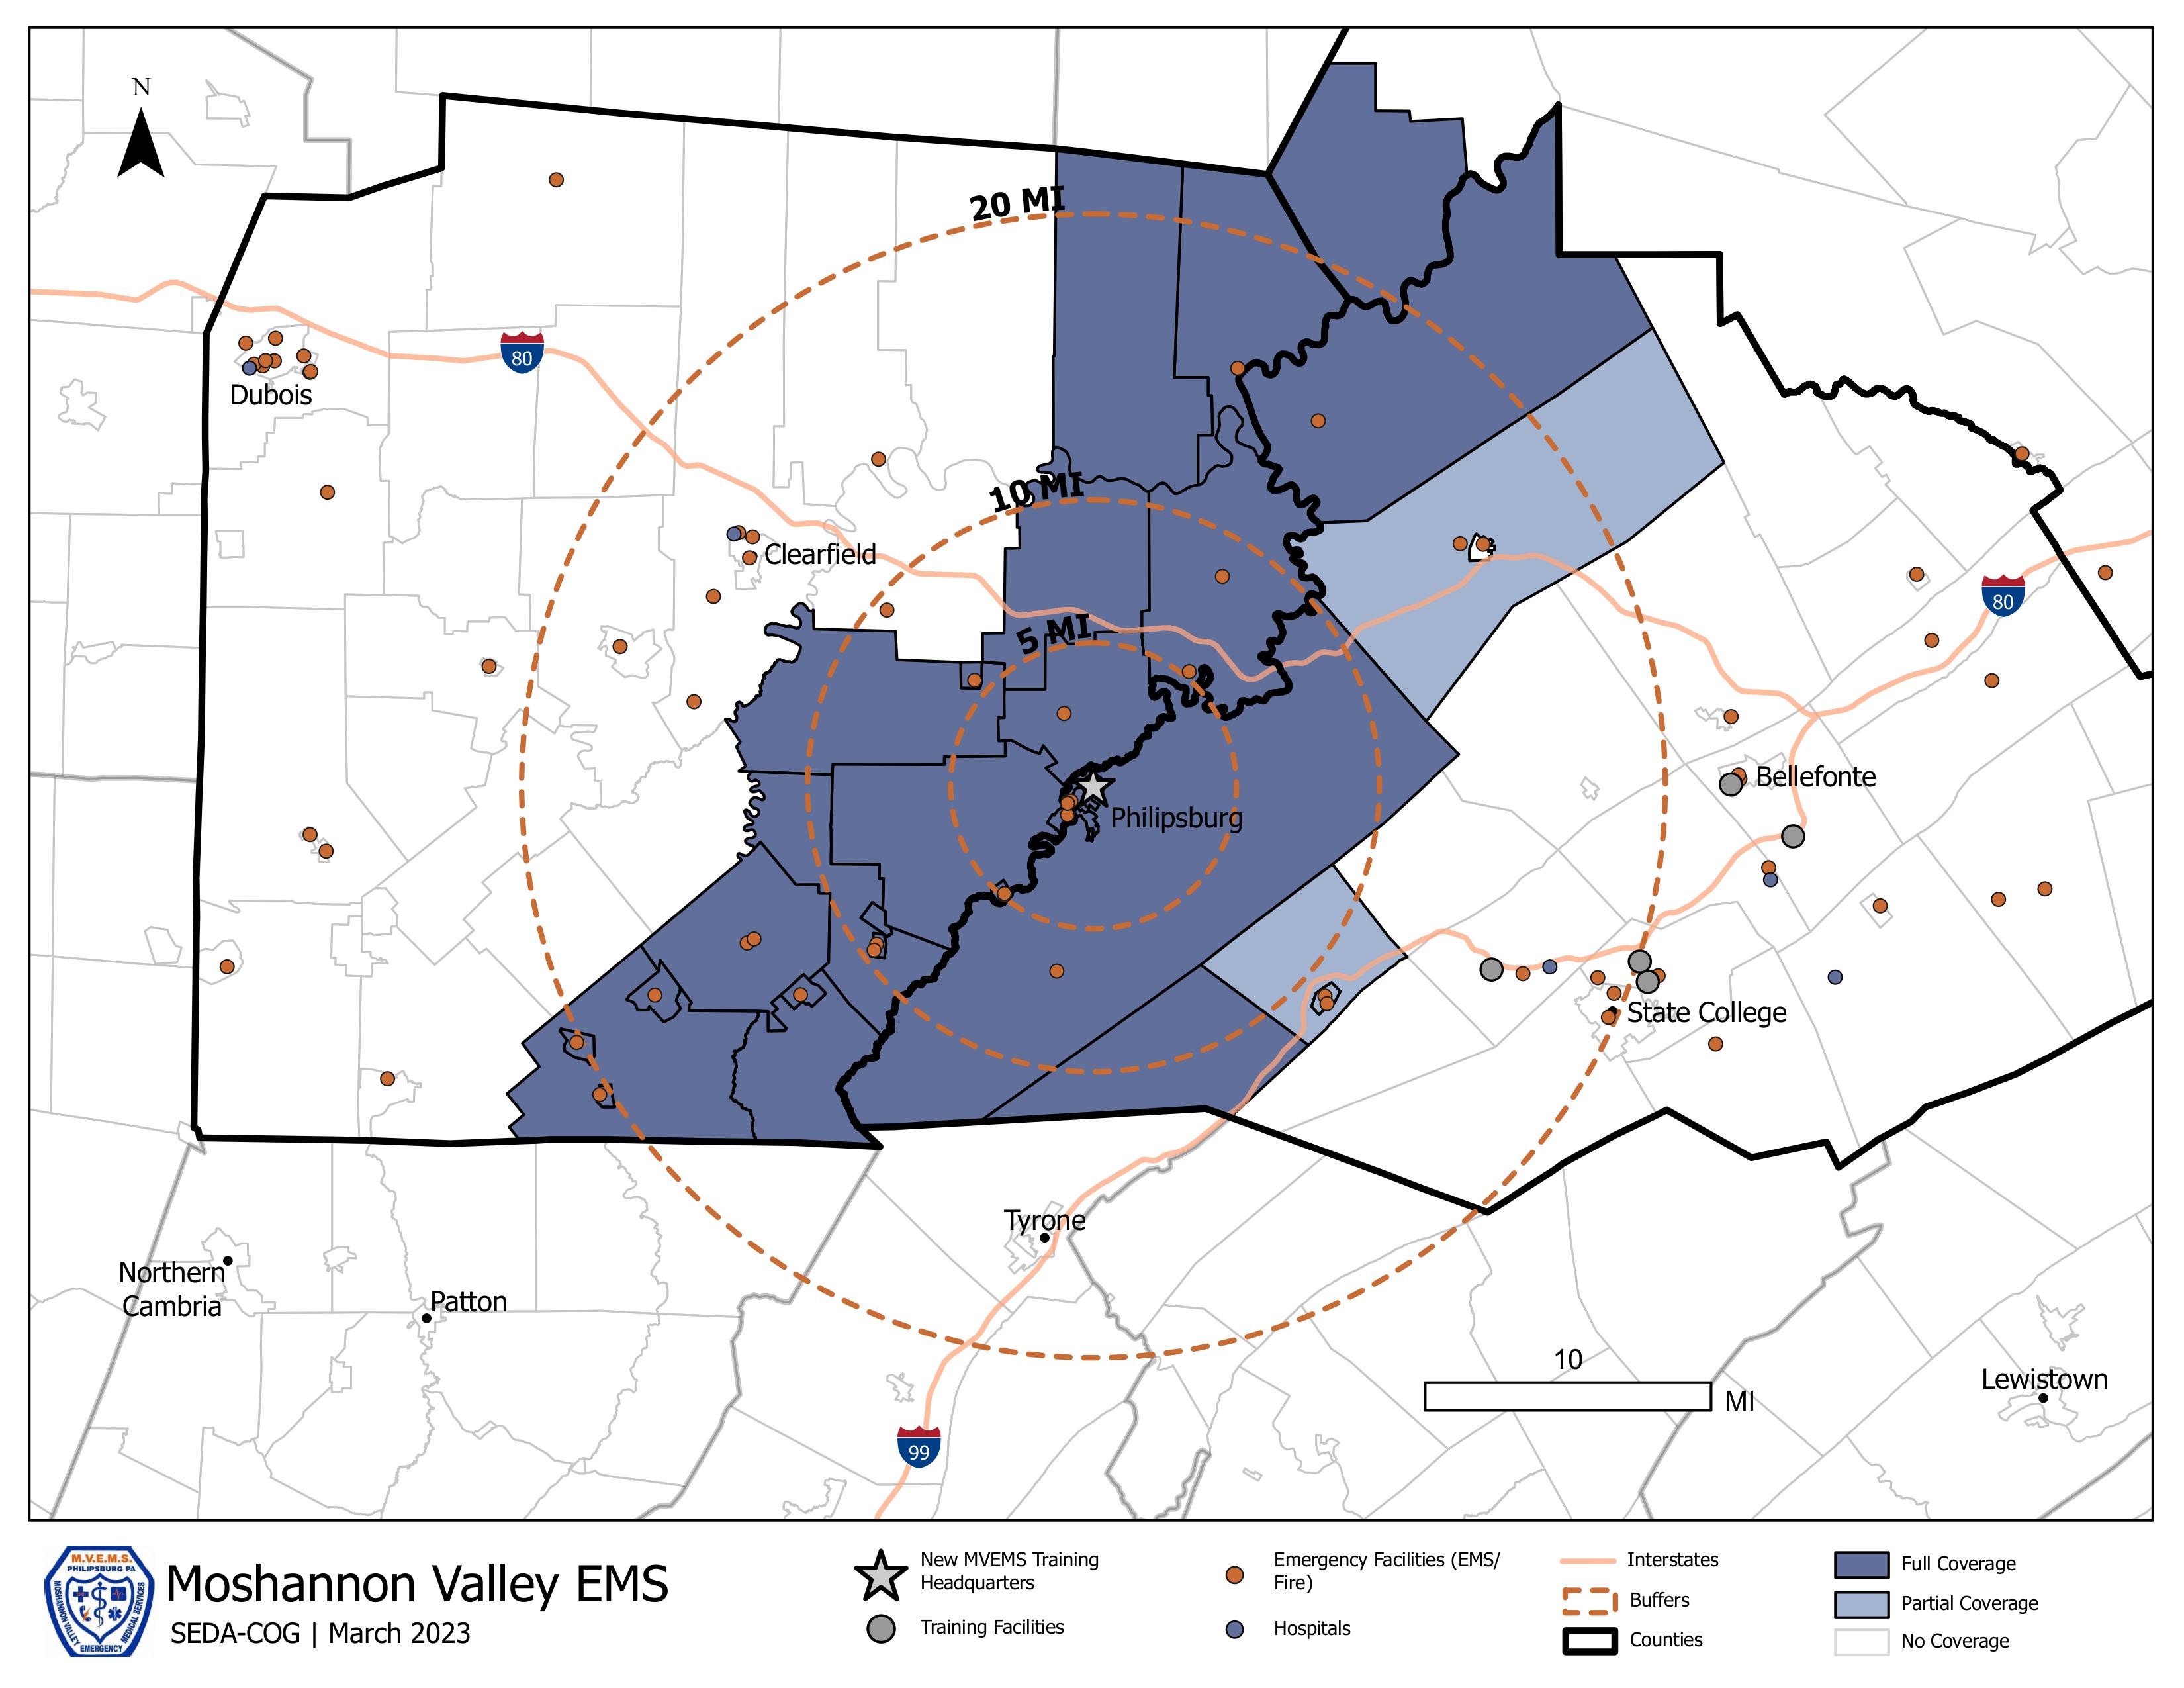 N
20 MI
80
Dubois
10 MI
Clearfield
80
5 MI
Bellefonte
Philipsburg
State College
Tyrone
Northern
Cambria
Patton
10
MI
Lewistown
99
M.V.E.M.S.
PHILIPSBURG PA
MOSHANNON VALLEY
EMERGENCY
MEDICAL SERVICES
Moshannon Valley EMS
SEDA-COG | March 2023
New MVEMS Training
Headquarters
Training Facilities
Emergency Facilities (EMS/
Fire)
Hospitals
Interstates
Buffers
Counties
Full Coverage
Partial Coverage
No Coverage